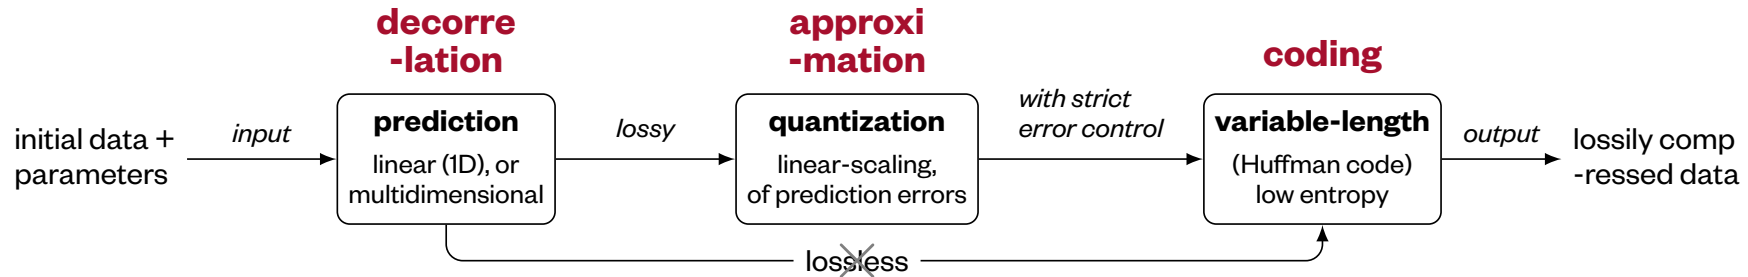 decorre
-lation
approxi
-mation
coding
initial data +
parameters
input
prediction
linear (1D), or
multidimensional
lossy
quantization
linear-scaling,
of prediction errors
with strict
error control
variable-length
(Huffman code)
low entropy
output
lossily comp
-ressed data
lossless